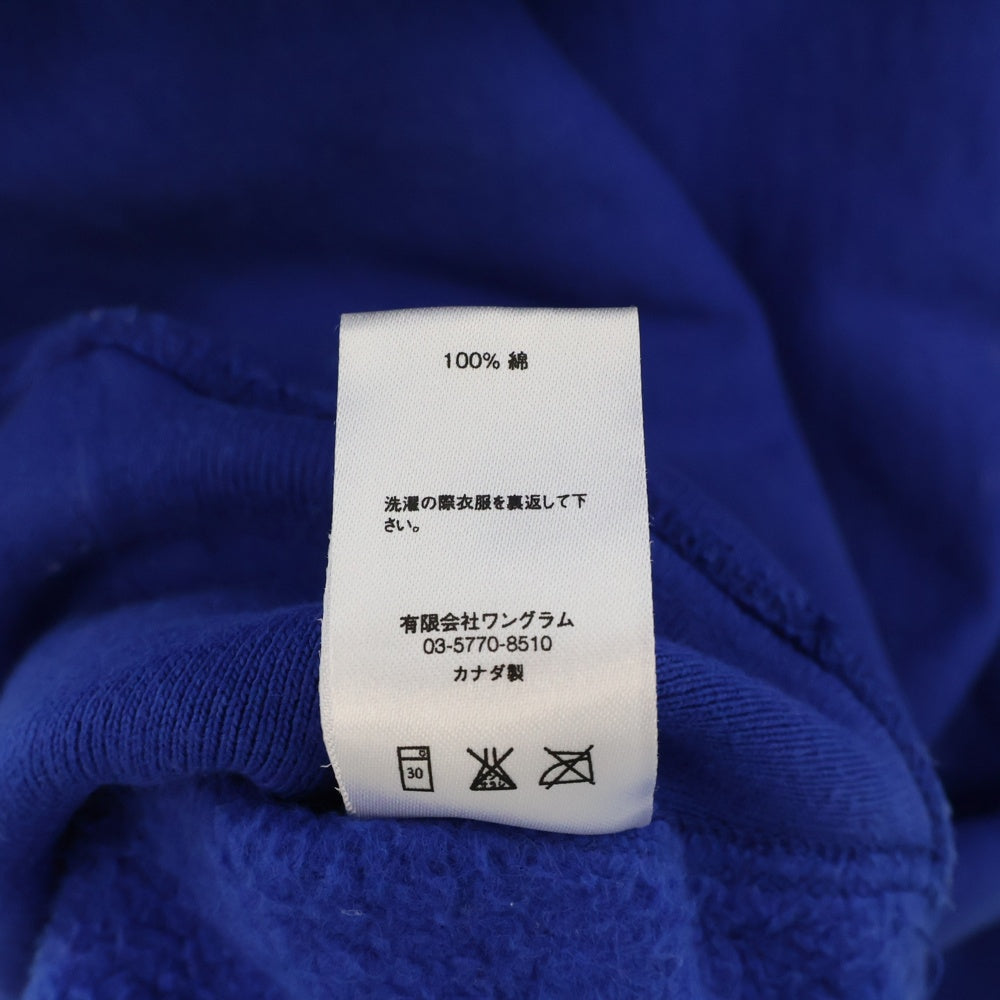 100% 綿
洗濯の際衣服を裏返して下
さい。
有限会社ワングラム
03-5770-8510
カナダ製
30